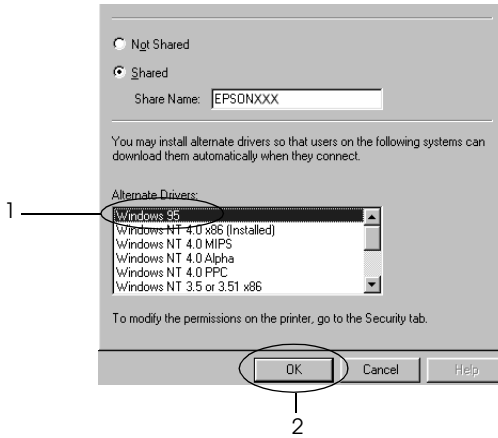 Not Shared
Shared
Share Name: EPSONXXX
You may install alternate drivers so that users on the following systems can
download them automatically when they connect.
Alternate Drivers:
1
Windows 95
Windows NT 4.0 x86 (Installed)
Windows NT 4.0 MIPS
Windows NT 4.0 Alpha
Windows NT 4.0 PPC
Windows NT 3.5 or 3.51 x86
To modify the permissions on the printer, go to the Security tab.
OK Cancel Help
2